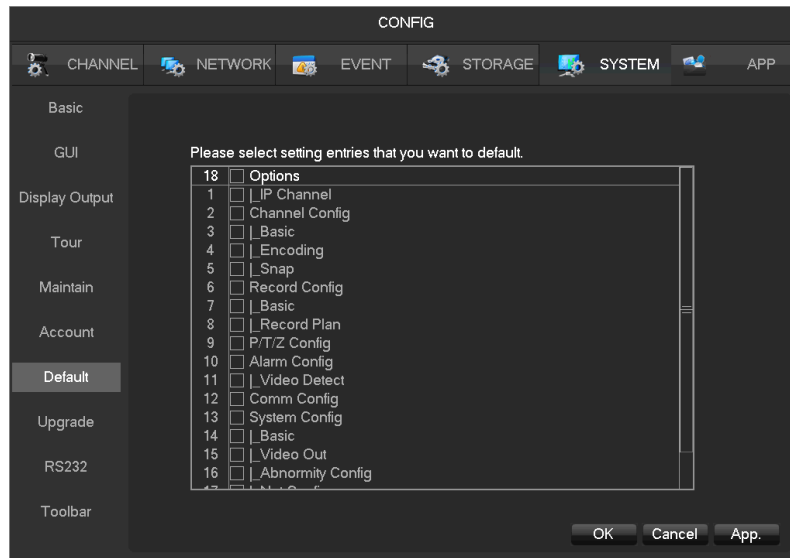 CONFIG
CHANNEL NETWORK EVENT STORAGE SYSTEM APP
Basic
GUI
Display Output
Tour
Maintain
Account
Default
Upgrade
RS232
Toolbar
Please select setting entries that you want to default.
18 Options
1 |_IP Channel
2 Channel Config
3 |_Basic
4 |_Encoding
5 |_Snap
6 Record Config
7 |_Basic
8 |_Record Plan
9 P/T/Z Config
10 Alarm Config
11 |_Video Detect
12 Comm Config
13 System Config
14 |_Basic
15 |_Video Out
16 |_Abnormity Config
17 |_Net Config
OK Cancel App.